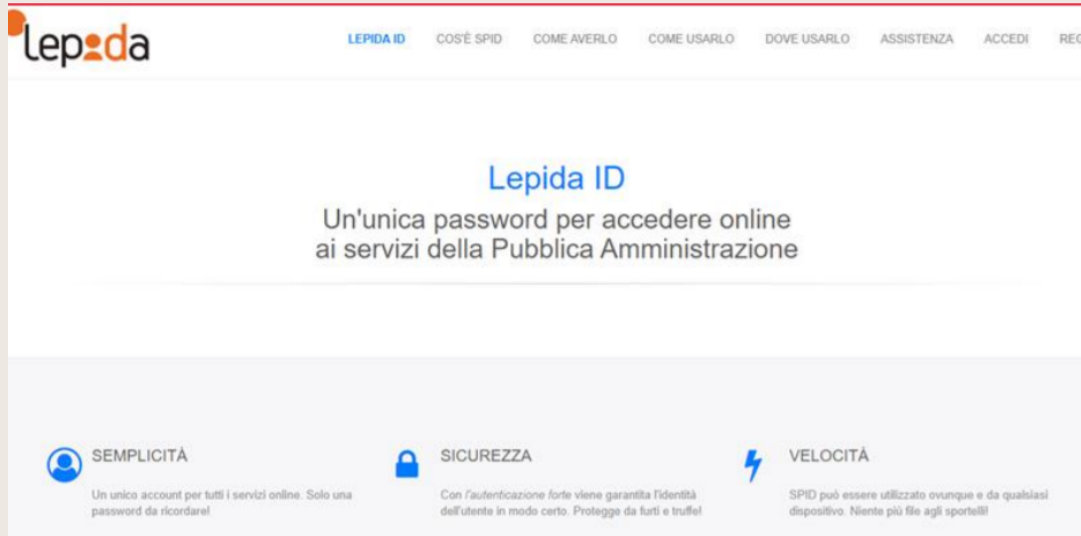 lepida
LEPIDA ID COS'È SPID COME AVERLO COME USARLO DOVE USARLO ASSISTENZA ACCEDI REG
Lepida ID
Un'unica password per accedere online
ai servizi della Pubblica Amministrazione
SEMPLICITÀ
Un unico account per tutti i servizi online. Solo una
password da ricordare!
SICUREZZA
Con l'autenticazione forte viene garantita l'identità
dell'utente in modo certo. Protegge da furti e truffe!
VELOCITÀ
SPID può essere utilizzato ovunque e da qualsiasi
dispositivo. Niente più file agli sportelli!